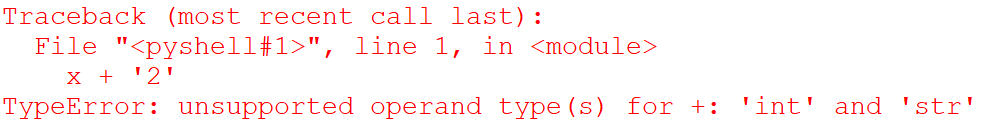 Traceback (most recent call last):
  File "<pyshell#1>", line 1, in <module>
    x + '2'
TypeError: unsupported operand type(s) for +: 'int' and 'str'